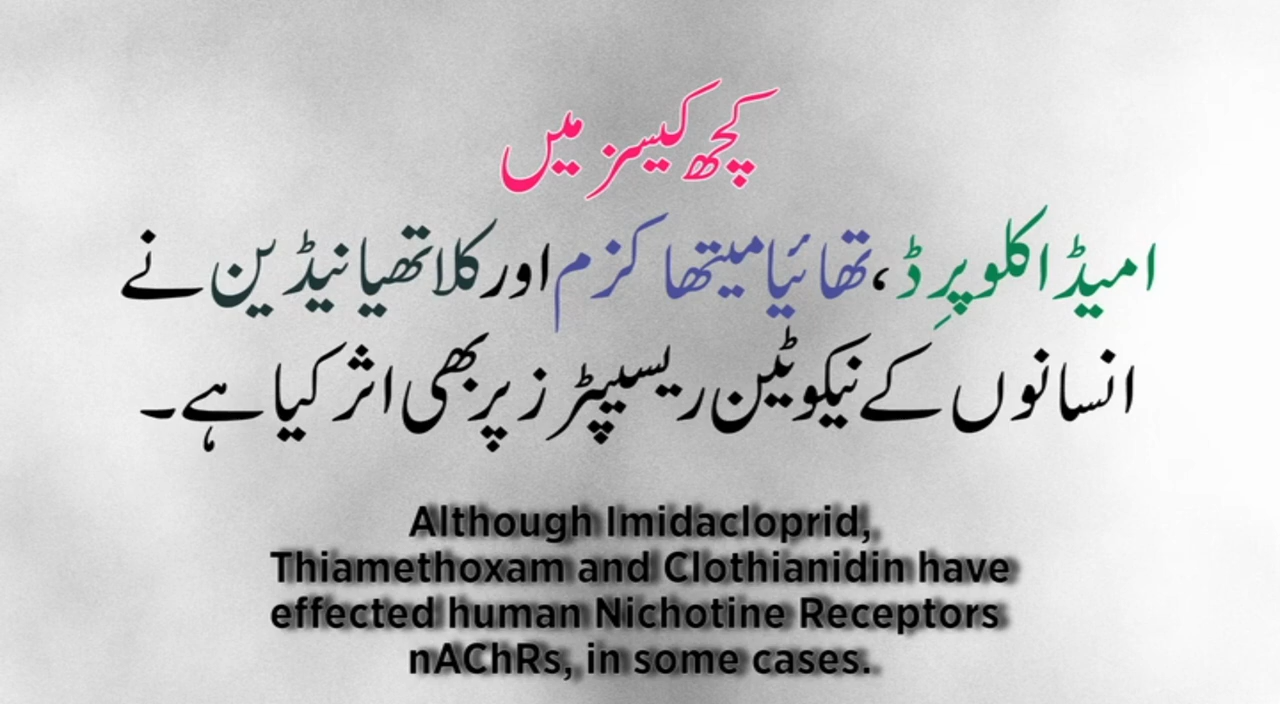 کچھ کیسز میں
امیڈاکلوپرِڈ، تھائیامیتھاکزم اور کلاتھیانیڈین نے
انسانوں کے نیکوٹین ریسیپٹرز پر بھی اثر کیا ہے۔
Although Imidacloprid,
Thiamethoxam and Clothianidin have
effected human Nichotine Receptors
nAChRs, in some cases.